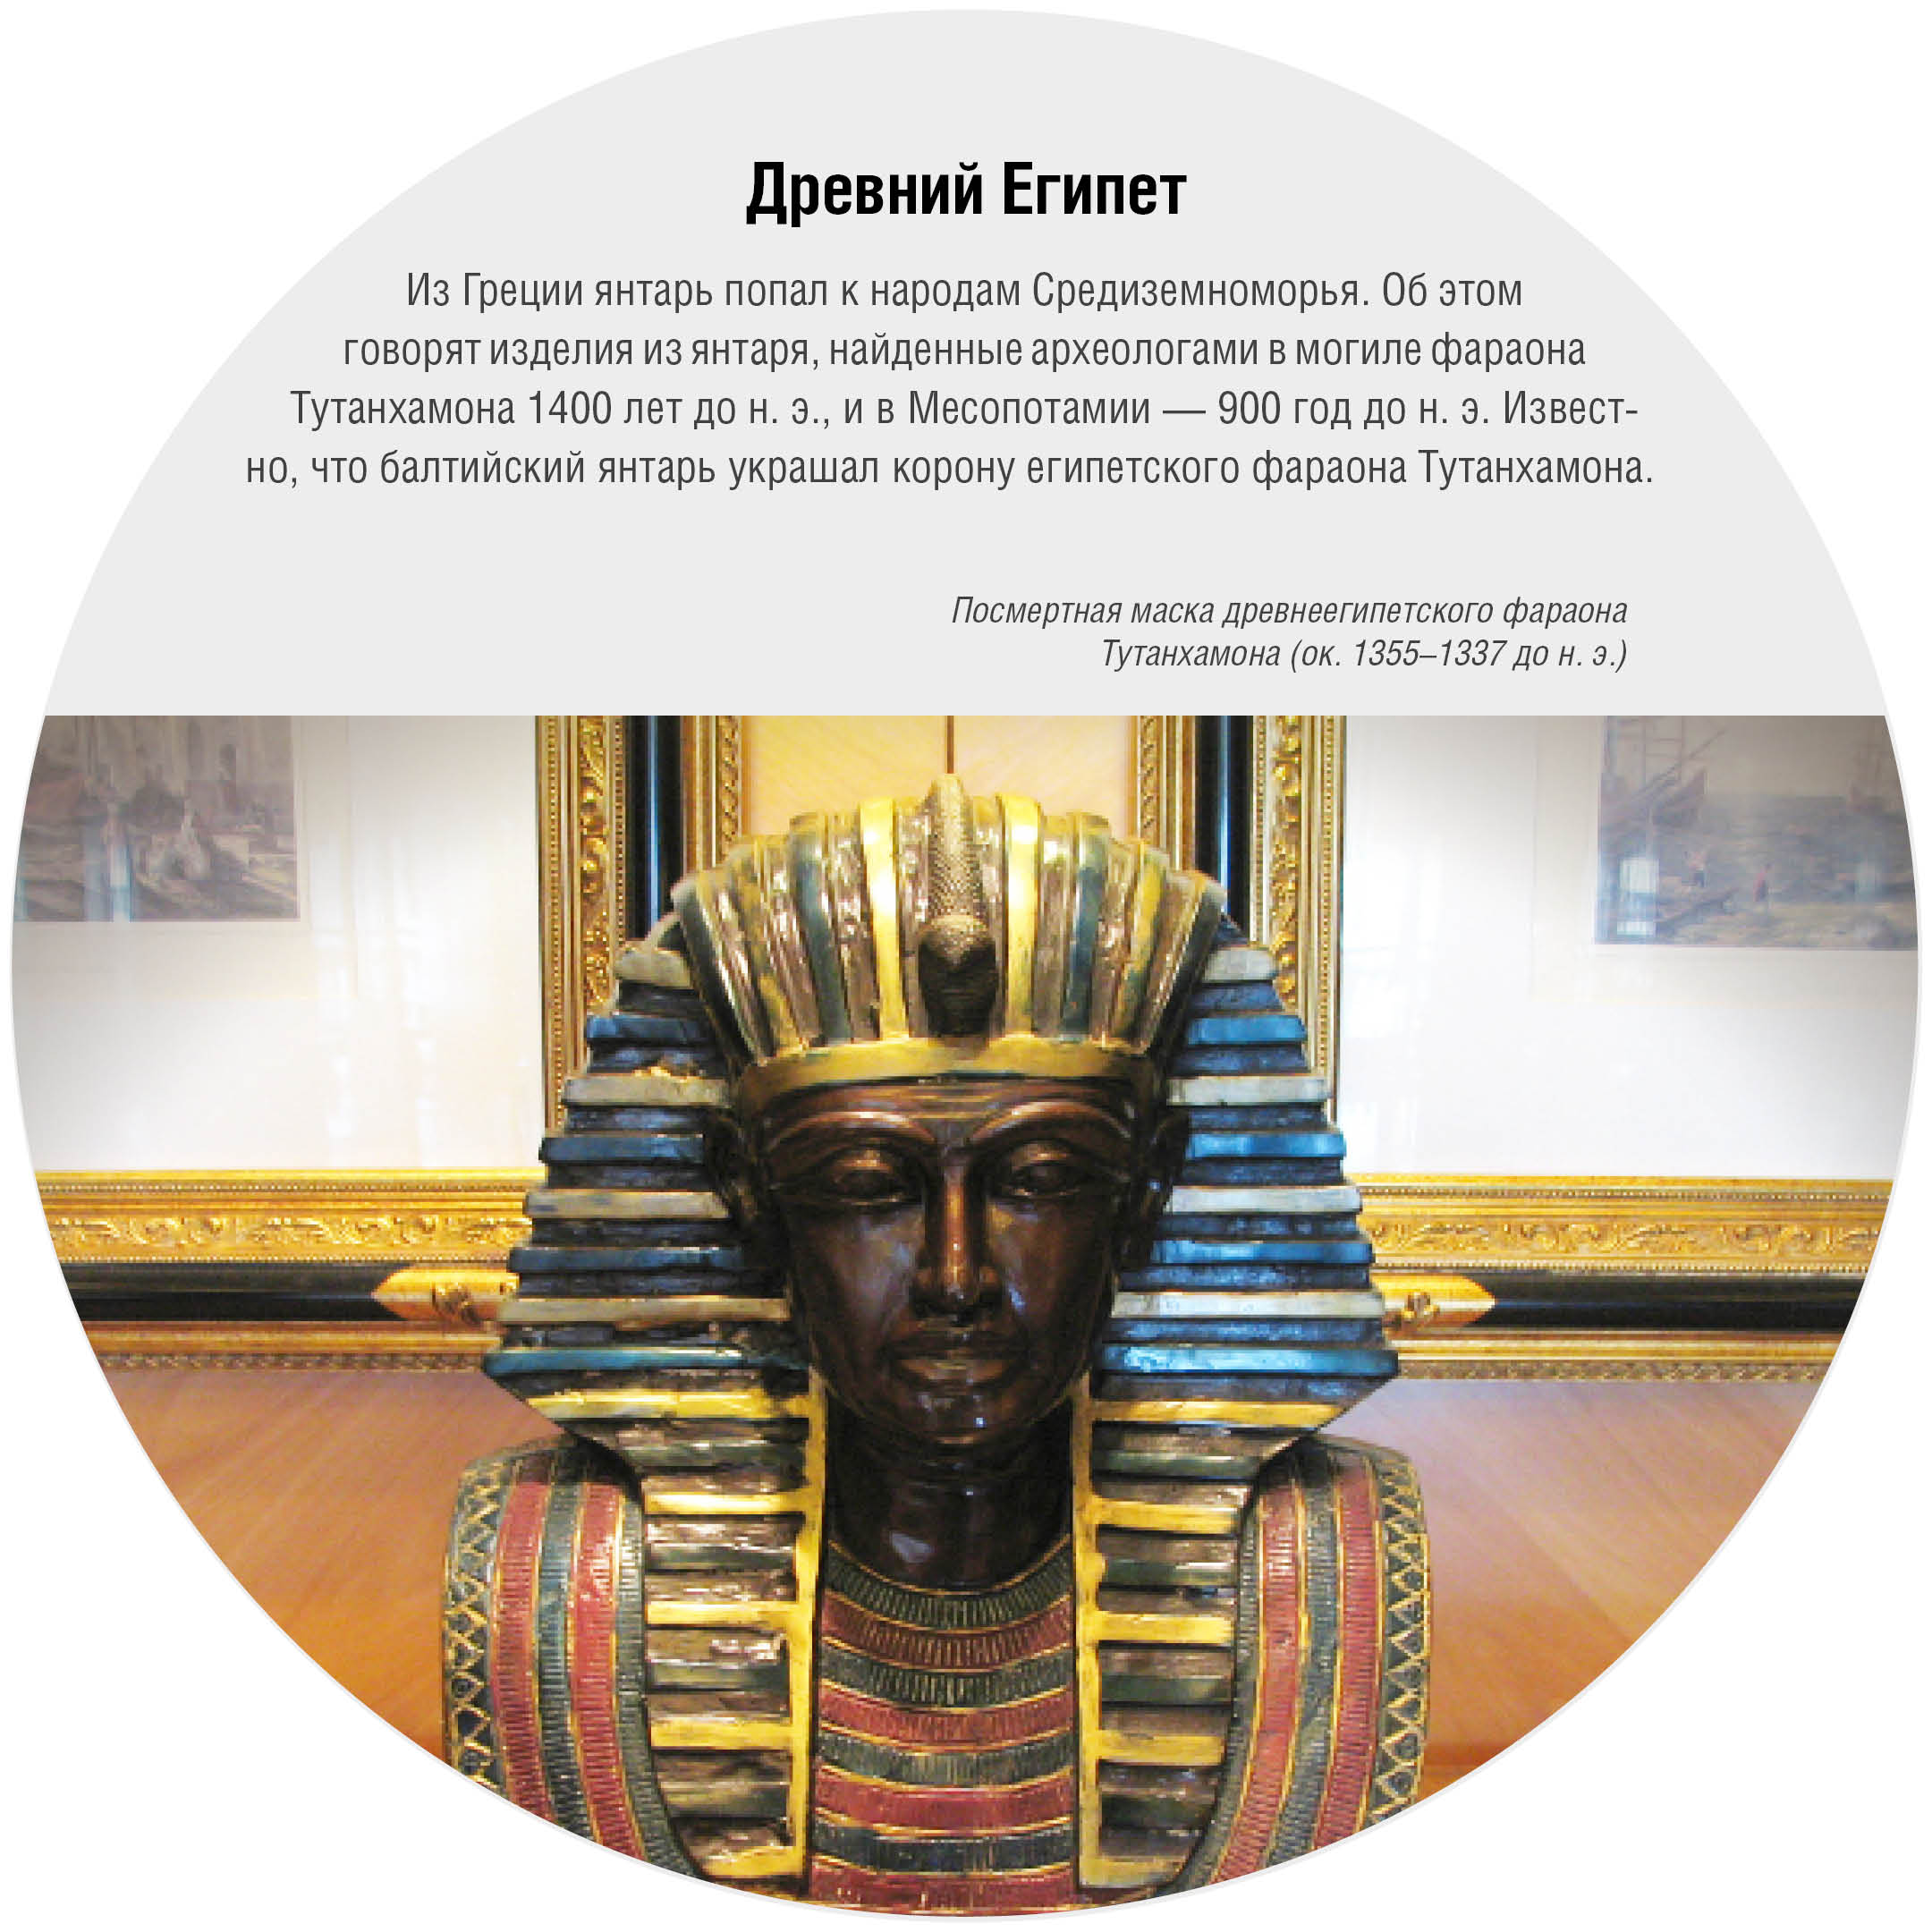 Древний Египет
Из Греции янтарь попал к народам Средиземноморья. Об этом
говорят изделия из янтаря, найденные археологами в могиле фараона
Тутанхамона 1400 лет до н. э., и в Месопотамии — 900 год до н. э. Извест-
но, что балтийский янтарь украшал корону египетского фараона Тутанхамона.
Посмертная маска древнеегипетского фараона
Тутанхамона (ок. 1355–1337 до н. э.)